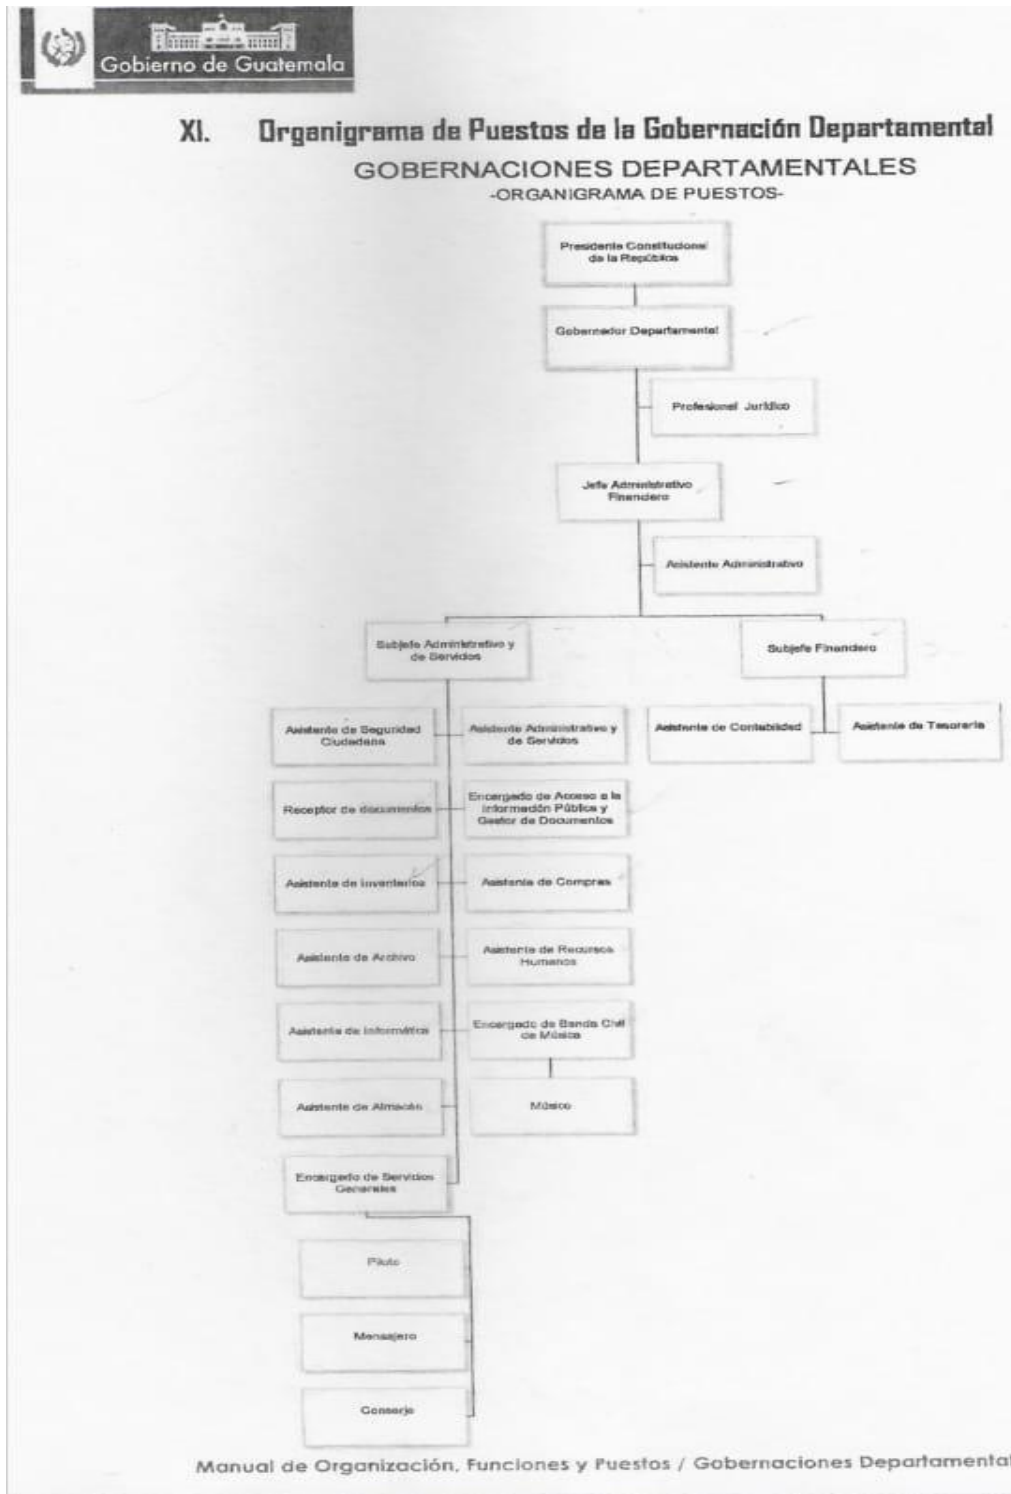 Gobierno de Guatemala
XI. Organigrama de Puestos de la Gobernación Departamental
GOBERNACIONES DEPARTAMENTALES
-ORGANIGRAMA DE PUESTOS-
Presidente Constitucional
de la República
Gobernador Departamental
Profesional Jurídico
Jefe Administrativo
Financiero
Asistente Administrativo
Subjefe Administrativo y
de Servicios
Subjefe Financiero
Asistente de Seguridad
Ciudadana
Asistente Administrativo y
de Servicios
Asistente de Contabilidad
Asistente de Tesorería
Receptor de documentos
Encargado de Acceso a la
Información Pública y
Gestor de Documentos
Asistente de Inventarios
Asistente de Compras
Asistente de Archivo
Asistente de Recursos
Humanos
Asistente de Informática
Encargado de Banda Civil
de Música
Asistente de Almacén
Músico
Encargado de Servicios
Generales
Piloto
Mensajero
Conserje
Manual de Organización, Funciones y Puestos / Gobernaciones Departamental